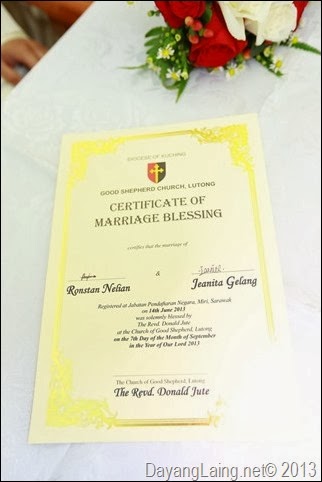 DIOCESE OF KUCHING
GOOD SHEPHERD CHURCH, LUTONG
CERTIFICATE OF
MARRIAGE BLESSING
certifies that the marriage of
Ronstan Nelian & Jeanita Gelang
Registered at Jabatan Pendaftaran Negara, Miri, Sarawak
on 14th June 2013
was solemnly blessed by
The Revd. Donald Jute
at the Church of Good Shepherd, Lutong
on the 7th Day of the Month of September
in the Year of Our Lord 2013
The Church of Good Shepherd, Lutong
The Revd. Donald Jute
DayangLaing.net© 2013